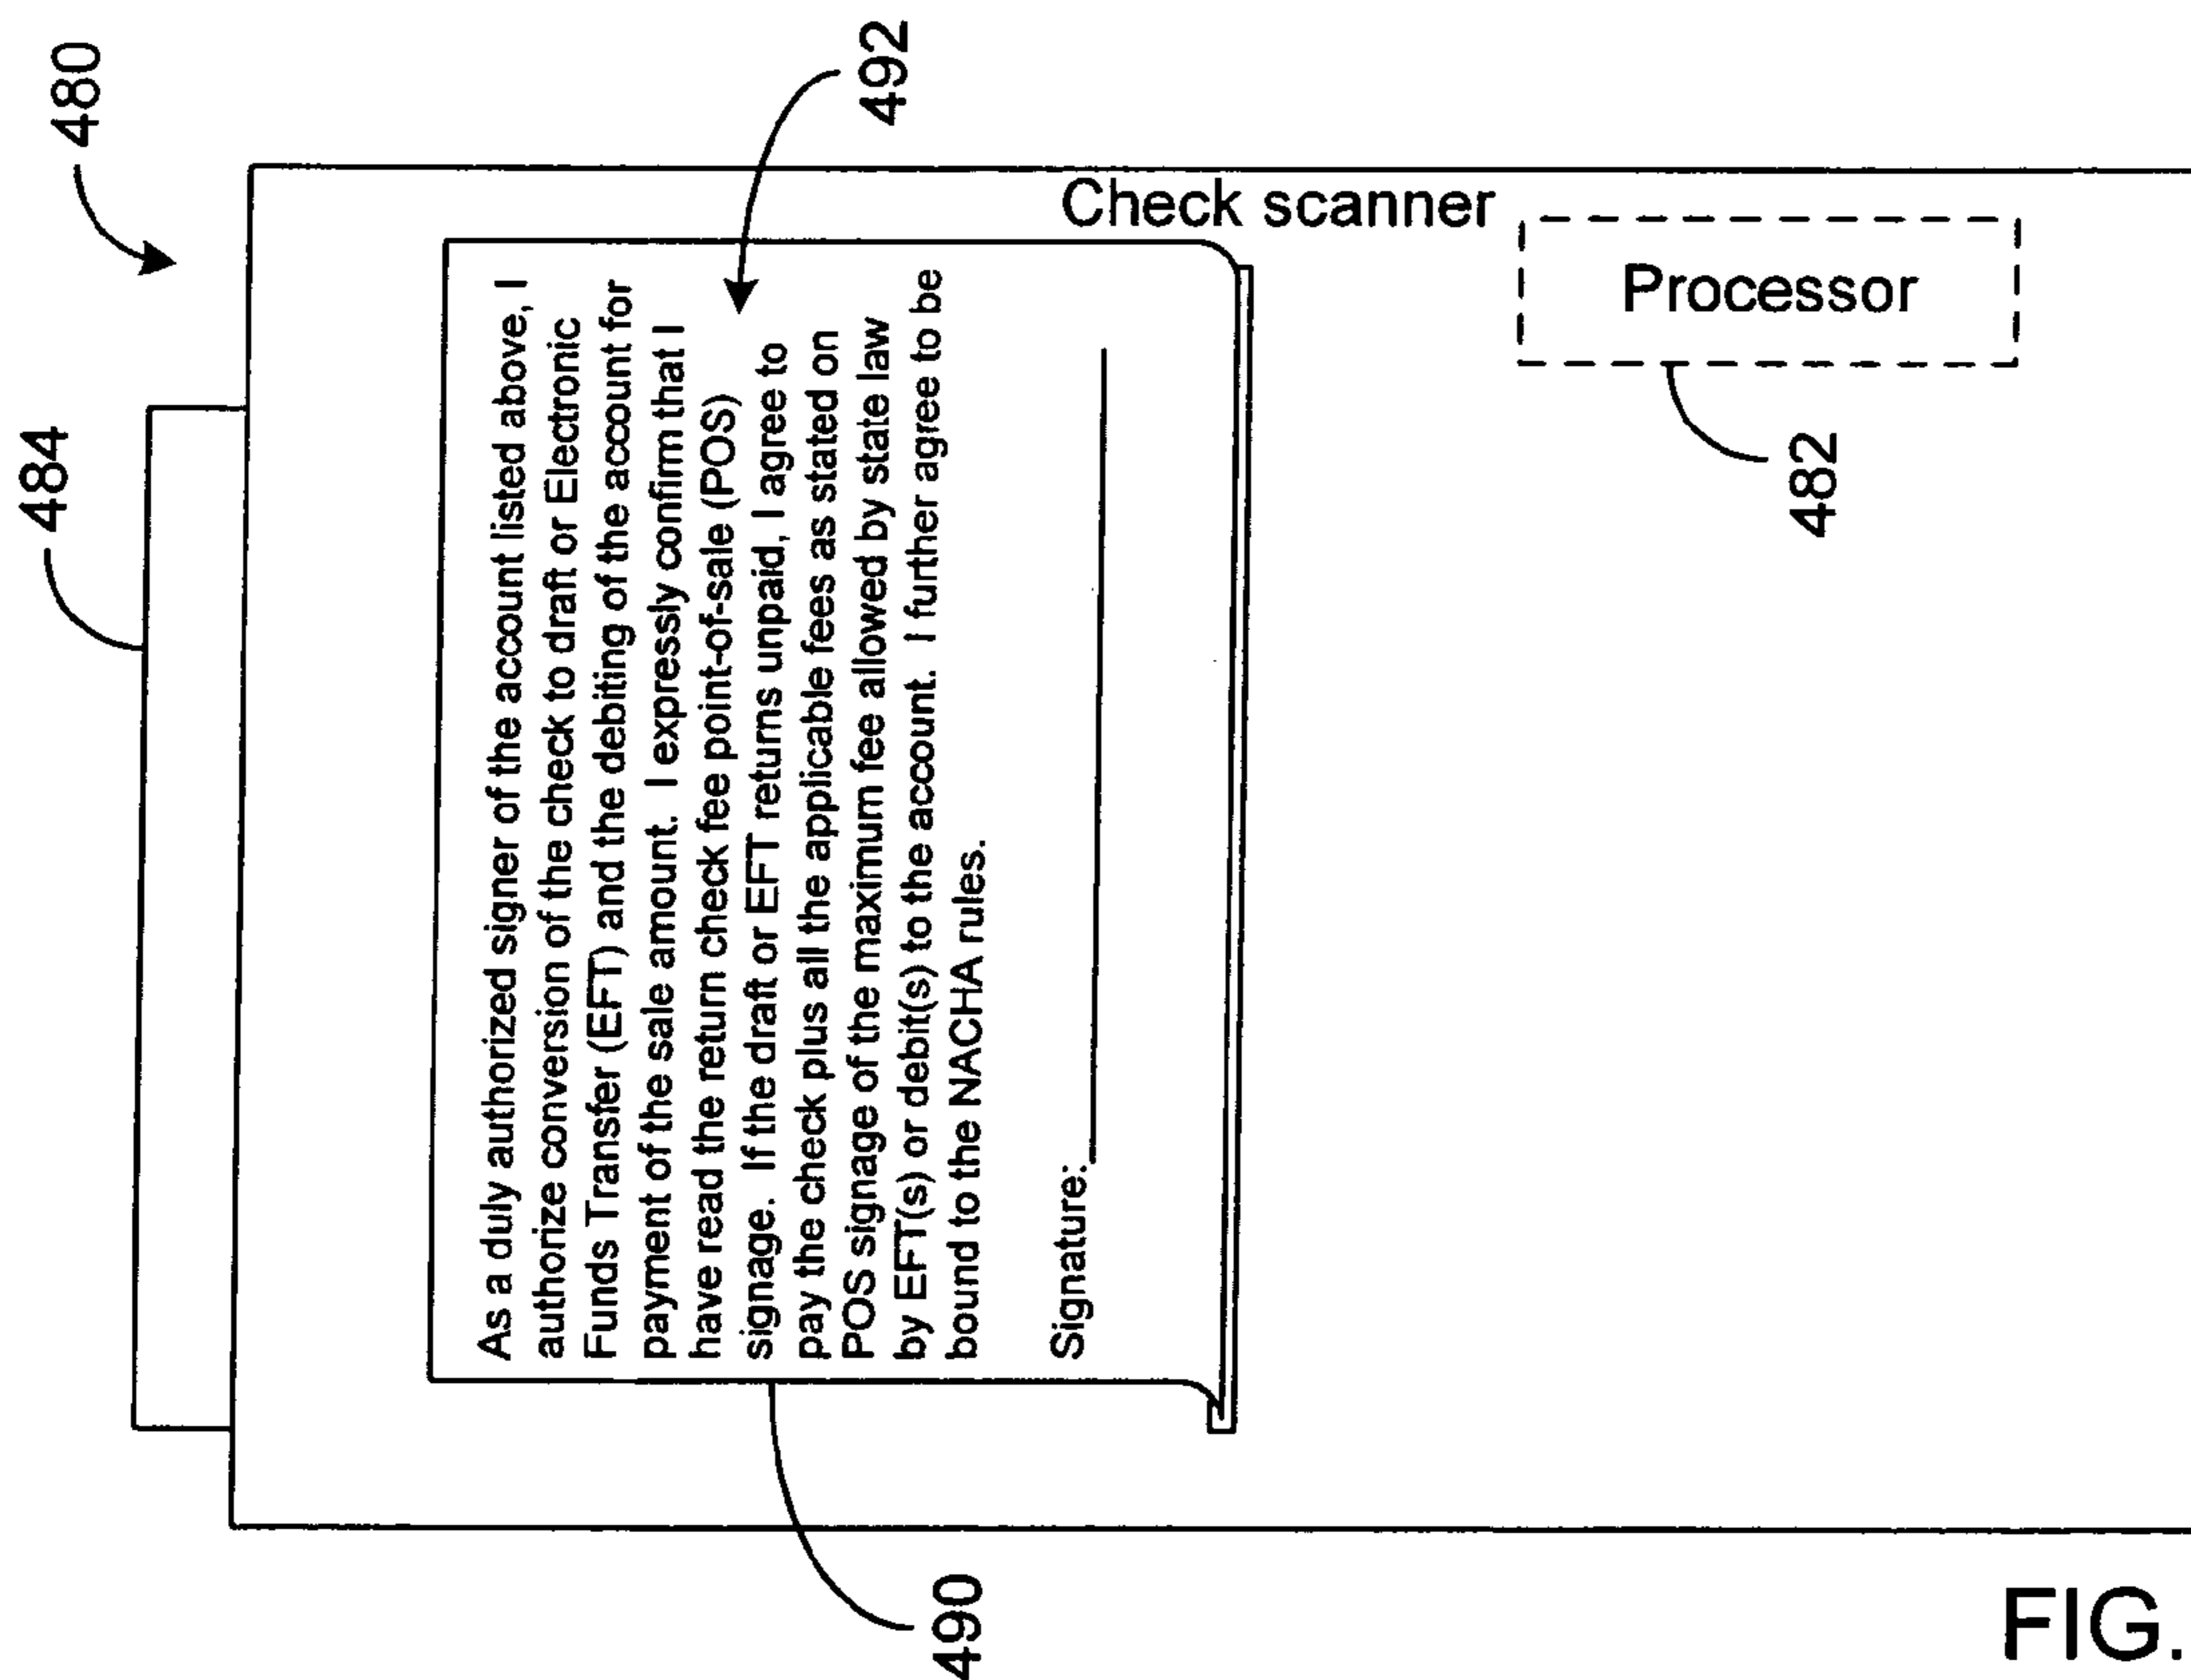 480
484
492
As a duly authorized signer of the account listed above, I
authorize conversion of the check to draft or Electronic
Funds Transfer (EFT) and the debiting of the account for
payment of the sale amount.  I expressly confirm that I
have read the return check fee point-of-sale (POS)
signage.  If the draft or EFT returns unpaid, I agree to
pay the check plus all the applicable fees as stated on
POS signage of the maximum fee allowed by state law
by EFT(s) or debit(s) to the account.  I further agree to be
bound to the NACHA rules.
Signature:
490
Check scanner
Processor
482
FIG.